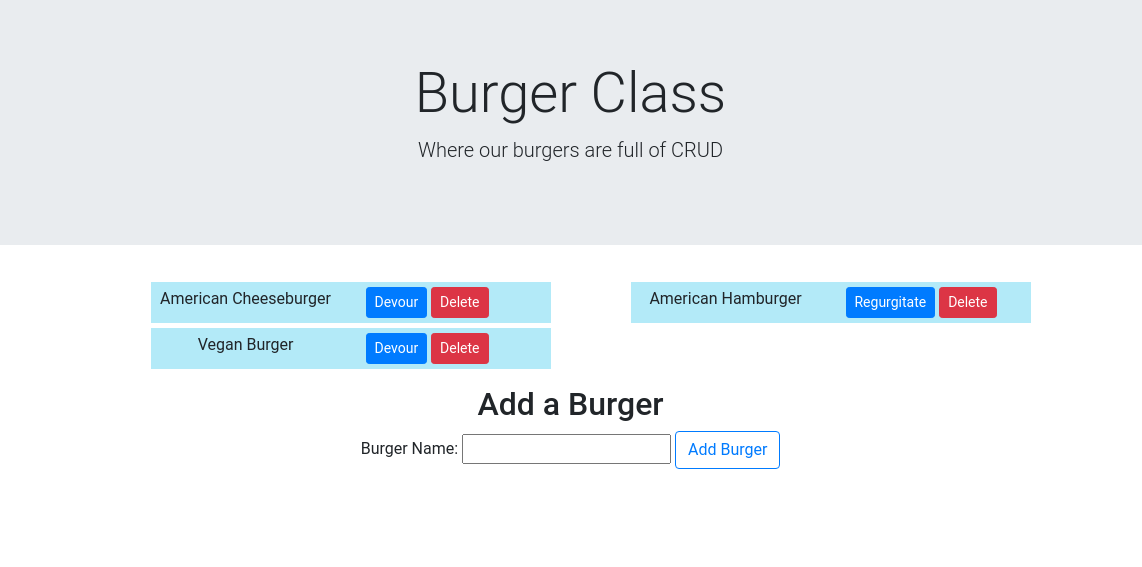 Burger Class
Where our burgers are full of CRUD
American Cheeseburger Devour Delete
American Hamburger Regurgitate Delete
Vegan Burger Devour Delete
Add a Burger
Burger Name: Add Burger